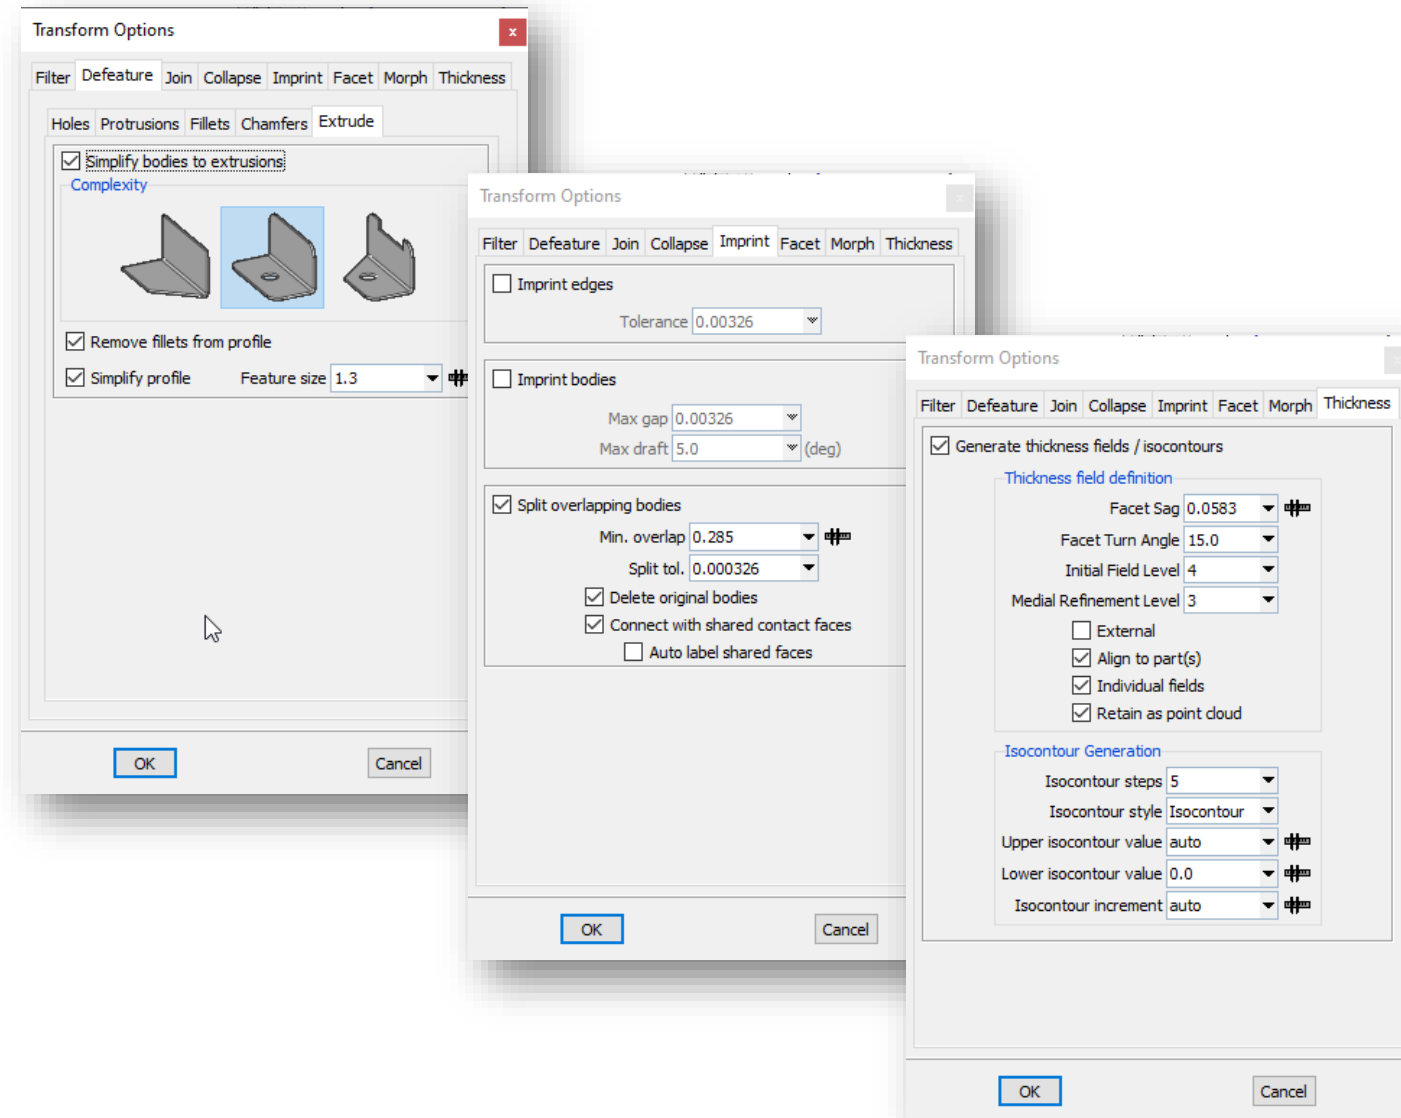 Transform Options
x
Filter Defeature Join Collapse Imprint Facet Morph Thickness
Holes Protrusions Fillets Chamfers Extrude
Simplify bodies to extrusions
Complexity
Remove fillets from profile
Simplify profile Feature size 1.3
OK Cancel
Transform Options
x
Filter Defeature Join Collapse Imprint Facet Morph Thickness
Imprint edges
Tolerance 0.00326
Imprint bodies
Max gap 0.00326
Max draft 5.0 (deg)
Split overlapping bodies
Min. overlap 0.285
Split tol. 0.000326
Delete original bodies
Connect with shared contact faces
Auto label shared faces
OK Cancel
Transform Options
Filter Defeature Join Collapse Imprint Facet Morph Thickness
Generate thickness fields / isocontours
Thickness field definition
Facet Sag 0.0583
Facet Turn Angle 15.0
Initial Field Level 4
Medial Refinement Level 3
External
Align to part(s)
Individual fields
Retain as point cloud
Isocontour Generation
Isocontour steps 5
Isocontour style Isocontour
Upper isocontour value auto
Lower isocontour value 0.0
Isocontour increment auto
OK Cancel